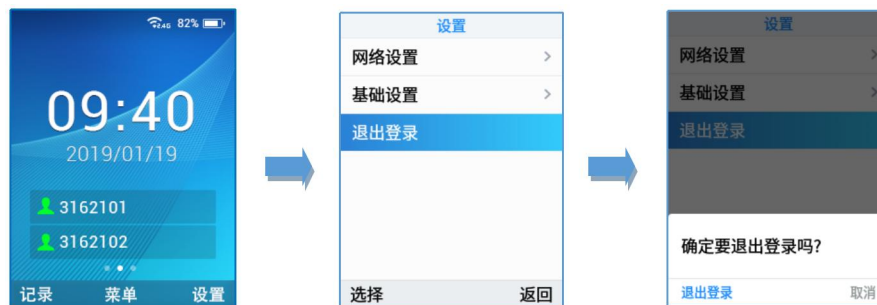 2.4G 82%
09:40
2019/01/19
3162101
3162102
记录 菜单 设置
设置
网络设置
基础设置
退出登录
选择 返回
设置
网络设置
基础设置
退出登录
确定要退出登录吗?
退出登录 取消